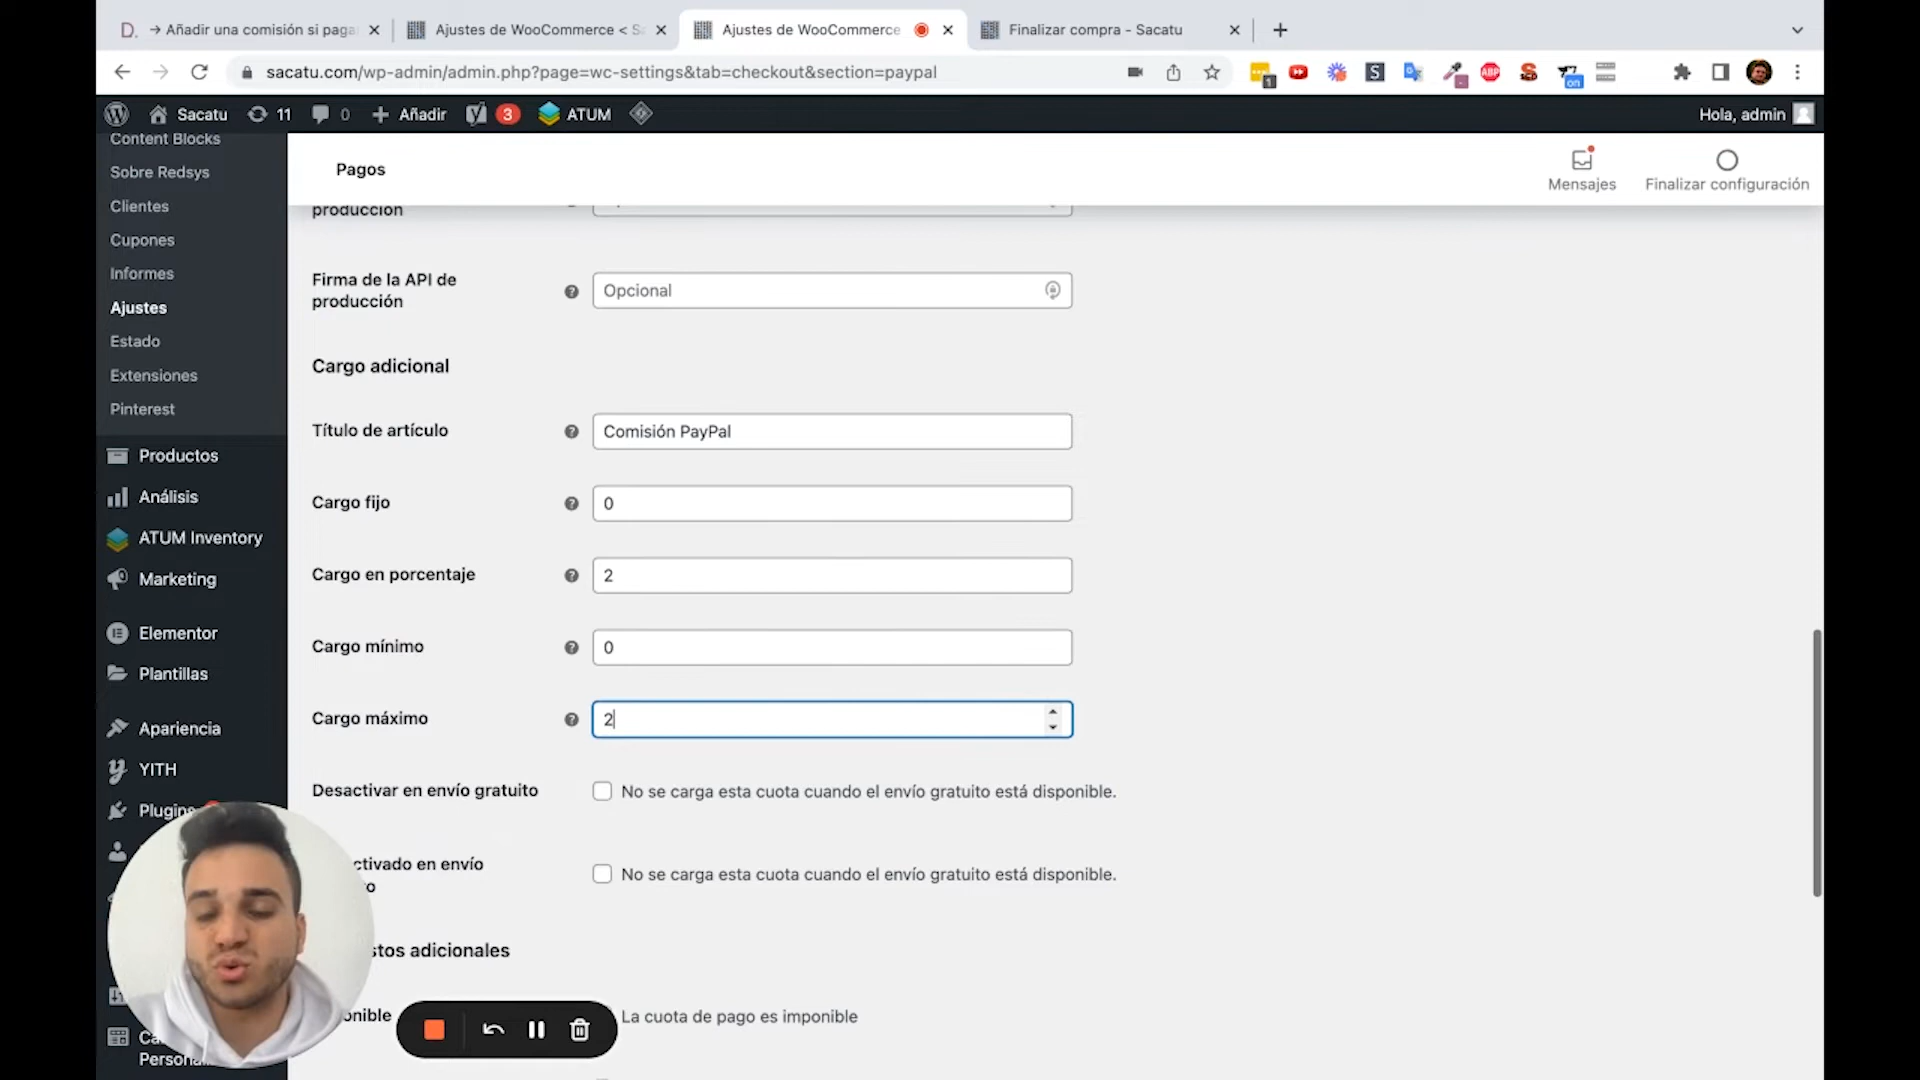 D. → Añadir una comisión si paga
Ajustes de WooCommerce < Sa
Ajustes de WooCommerce
Finalizar compra - Sacatu
sacatu.com/wp-admin/admin.php?page=wc-settings&tab=checkout&section=paypal
1
S
ABP
on
Sacatu
11
0
Añadir
3
ATUM
Hola, admin
Content Blocks
Sobre Redsys
Clientes
Cupones
Informes
Ajustes
Estado
Extensiones
Pinterest
Productos
Análisis
ATUM Inventory
Marketing
Elementor
Plantillas
Apariencia
YITH
Plugins
Persona
Pagos
Mensajes
Finalizar configuración
producción
Firma de la API de
producción
Opcional
Cargo adicional
Título de artículo
Comisión PayPal
Cargo fijo
0
Cargo en porcentaje
2
Cargo mínimo
0
Cargo máximo
2
Desactivar en envío gratuito
No se carga esta cuota cuando el envío gratuito está disponible.
ctivado en envío
o
No se carga esta cuota cuando el envío gratuito está disponible.
stos adicionales
onible
La cuota de pago es imponible